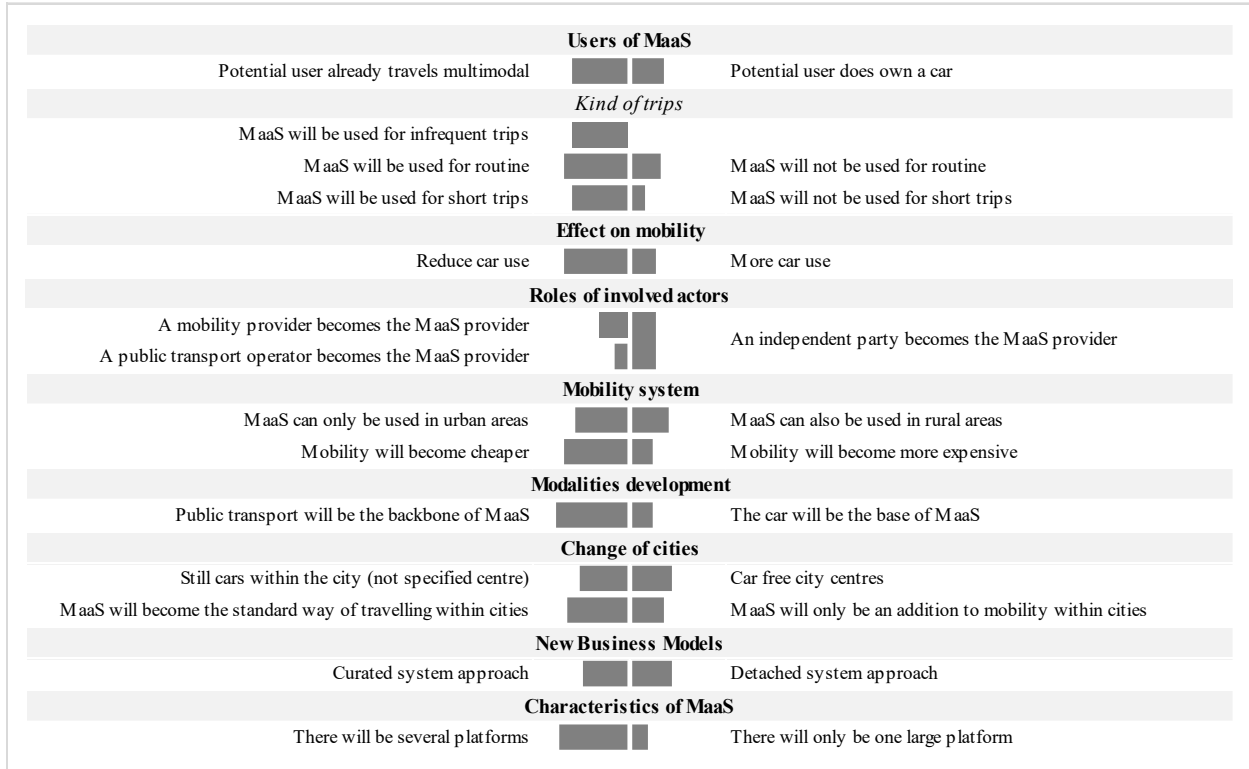 Users of MaaS
Potential user already travels multimodal
Potential user does own a car
Kind of trips
MaaS will be used for infrequent trips
MaaS will be used for routine
MaaS will not be used for routine
MaaS will be used for short trips
MaaS will not be used for short trips
Effect on mobility
Reduce car use
More car use
Roles of involved actors
A mobility provider becomes the MaaS provider
A public transport operator becomes the MaaS provider
An independent party becomes the MaaS provider
Mobility system
MaaS can only be used in urban areas
MaaS can also be used in rural areas
Mobility will become cheaper
Mobility will become more expensive
Modalities development
Public transport will be the backbone of MaaS
The car will be the base of MaaS
Change of cities
Still cars within the city (not specified centre)
Car free city centres
MaaS will become the standard way of travelling within cities
MaaS will only be an addition to mobility within cities
New Business Models
Curated system approach
Detached system approach
Characteristics of MaaS
There will be several platforms
There will only be one large platform